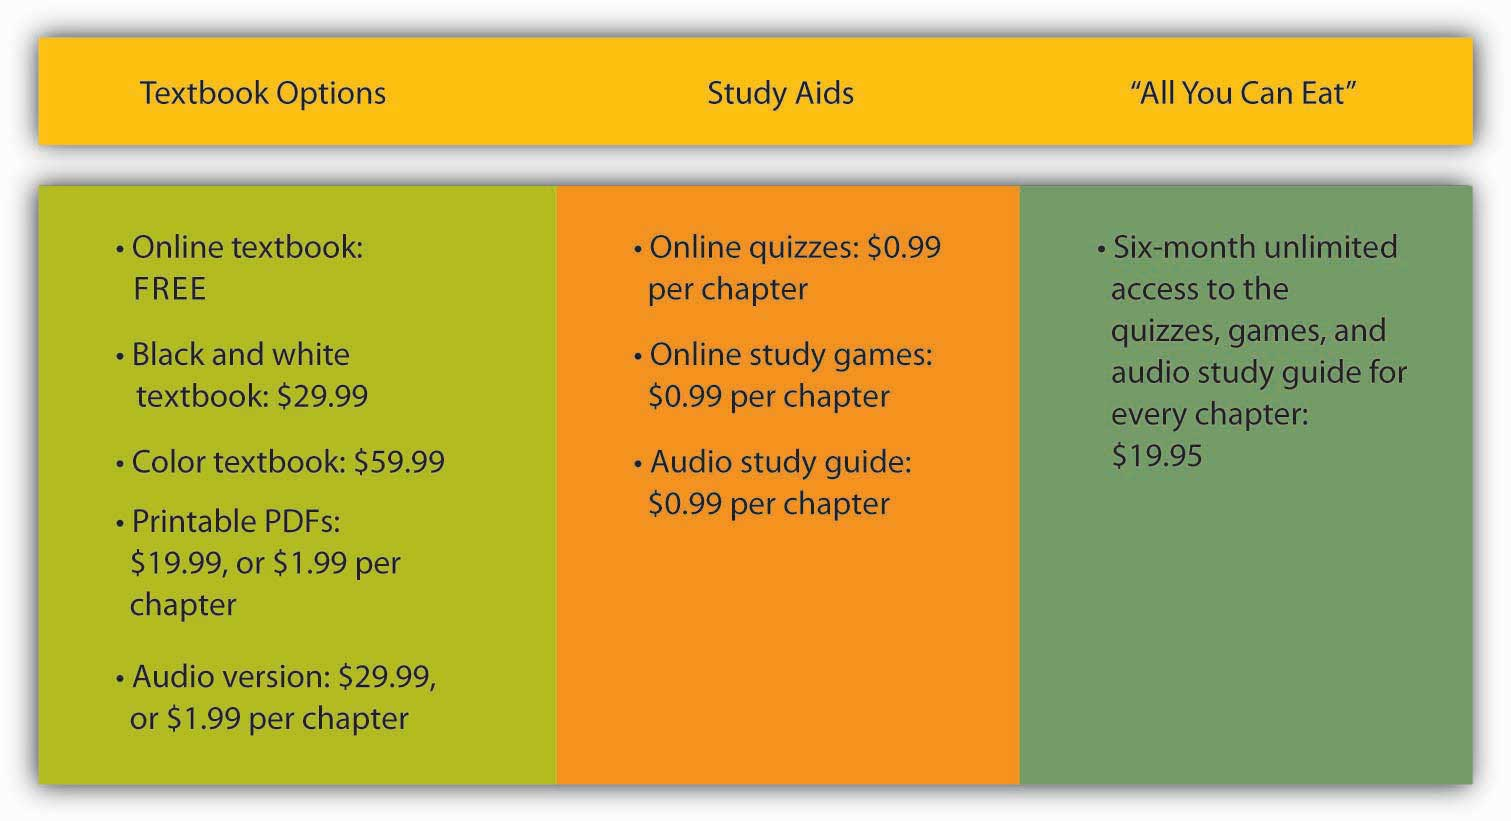 Textbook Options
Study Aids
“All You Can Eat”
• Online textbook:
FREE
• Black and white
textbook: $29.99
• Color textbook: $59.99
• Printable PDFs:
$19.99, or $1.99 per
chapter
• Audio version: $29.99,
or $1.99 per chapter
• Online quizzes: $0.99
per chapter
• Online study games:
$0.99 per chapter
• Audio study guide:
$0.99 per chapter
• Six-month unlimited
access to the
quizzes, games, and
audio study guide for
every chapter:
$19.95